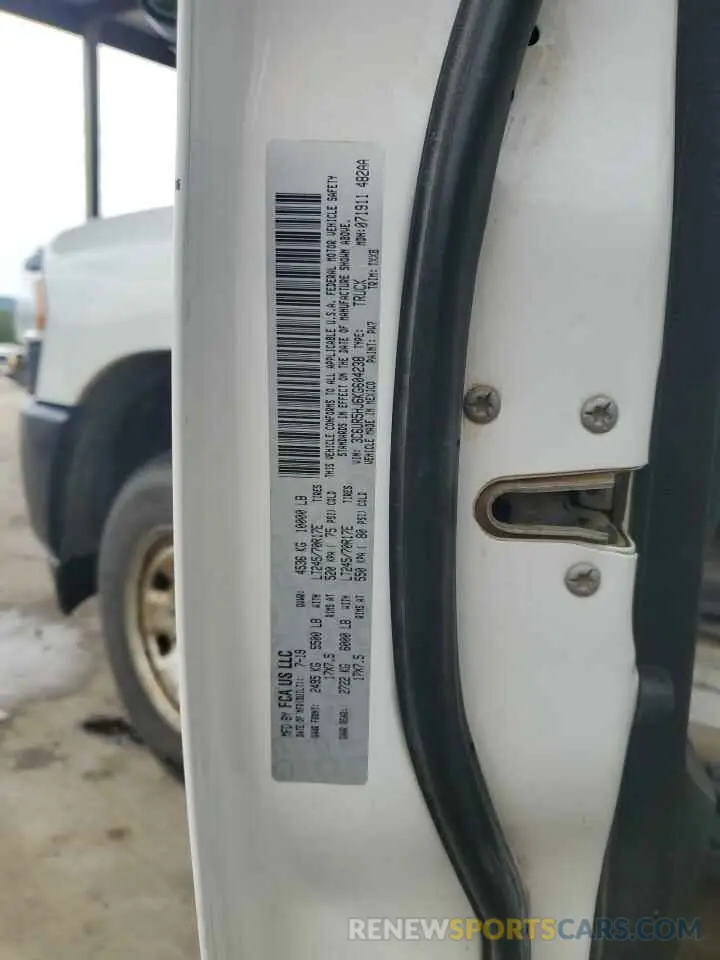 MFD BY FCA US LLC
DATE OF MFR(BUILT): 7-19 GVWR: 4536 KG 10000 LB
GAWR FRONT: 2495 KG 5500 LB WITH LT245/70R17E TIRES
17X7.5 RIMS AT 520 KPA ( 75 PSI) COLD
GAWR REAR: 2722 KG 6000 LB WITH LT245/70R17E TIRES
17X7.5 RIMS AT 550 KPA ( 80 PSI) COLD
THIS VEHICLE CONFORMS TO ALL APPLICABLE U.S.A. FEDERAL MOTOR VEHICLE SAFETY
STANDARDS IN EFFECT ON THE DATE OF MANUFACTURE SHOWN ABOVE.
VIN: 3C6UR5HJ6KG604238 TYPE: TRUCK MDH: 071911 482AA
VEHICLE MADE IN MEXICO PAINT: PW7 TRIM:
RENEWSPORTSCARS.COM